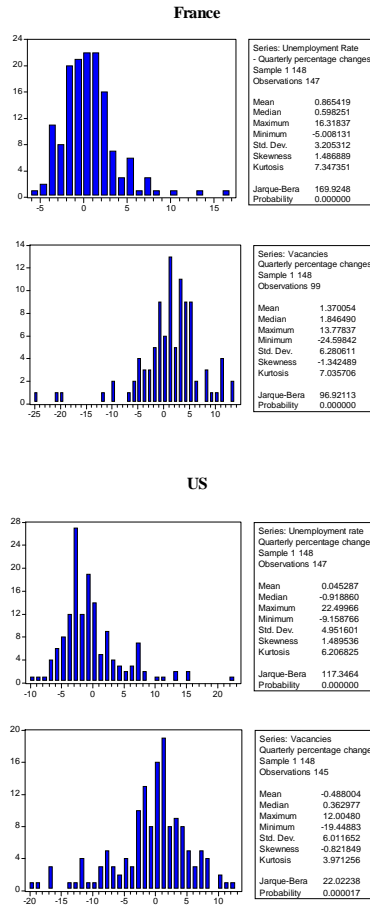 France
24
20
16
12
8
4
0
-5 0 5 10 15
Series: Unemployment Rate
- Quarterly percentage changes
Sample 1 148
Observations 147
Mean 0.865419
Median 0.598251
Maximum 16.31837
Minimum -5.008131
Std. Dev. 3.205312
Skewness 1.486889
Kurtosis 7.347351
Jarque-Bera 169.9248
Probability 0.000000
14
12
10
8
6
4
2
0
-25 -20 -15 -10 -5 0 5 10
Series: Vacancies
Quarterly percentage changes
Sample 1 148
Observations 99
Mean 1.370054
Median 1.846490
Maximum 13.77837
Minimum -24.59842
Std. Dev. 6.280611
Skewness -1.342489
Kurtosis 7.035706
Jarque-Bera 96.92113
Probability 0.000000
US
28
24
20
16
12
8
4
0
-10 -5 0 5 10 15 20
Series: Unemployment rate
Quarterly percentage change
Sample 1 148
Observations 147
Mean 0.045287
Median -0.918860
Maximum 22.49966
Minimum -9.158766
Std. Dev. 4.951601
Skewness 1.489536
Kurtosis 6.206825
Jarque-Bera 117.3464
Probability 0.000000
20
16
12
8
4
0
-20 -15 -10 -5 0 5 10
Series: Vacancies
Quarterly percentage change
Sample 1 148
Observations 145
Mean -0.488004
Median 0.362977
Maximum 12.00480
Minimum -19.44883
Std. Dev. 6.011652
Skewness -0.821849
Kurtosis 3.971256
Jarque-Bera 22.02238
Probability 0.000017